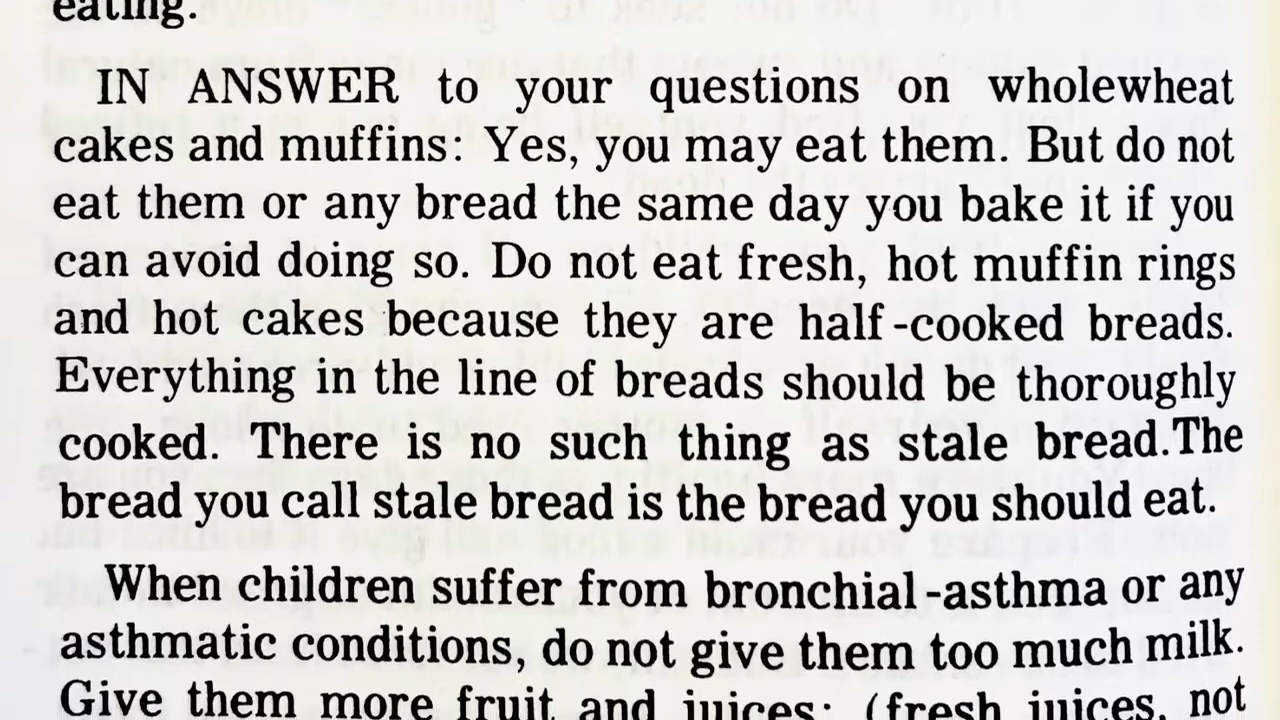 eating.
IN ANSWER to your questions on wholewheat
cakes and muffins: Yes, you may eat them. But do not
eat them or any bread the same day you bake it if you
can avoid doing so. Do not eat fresh, hot muffin rings
and hot cakes because they are half-cooked breads.
Everything in the line of breads should be thoroughly
cooked. There is no such thing as stale bread.The
bread you call stale bread is the bread you should eat.
When children suffer from bronchial-asthma or any
asthmatic conditions, do not give them too much milk.
Give them more fruit and juices; (fresh juices, not